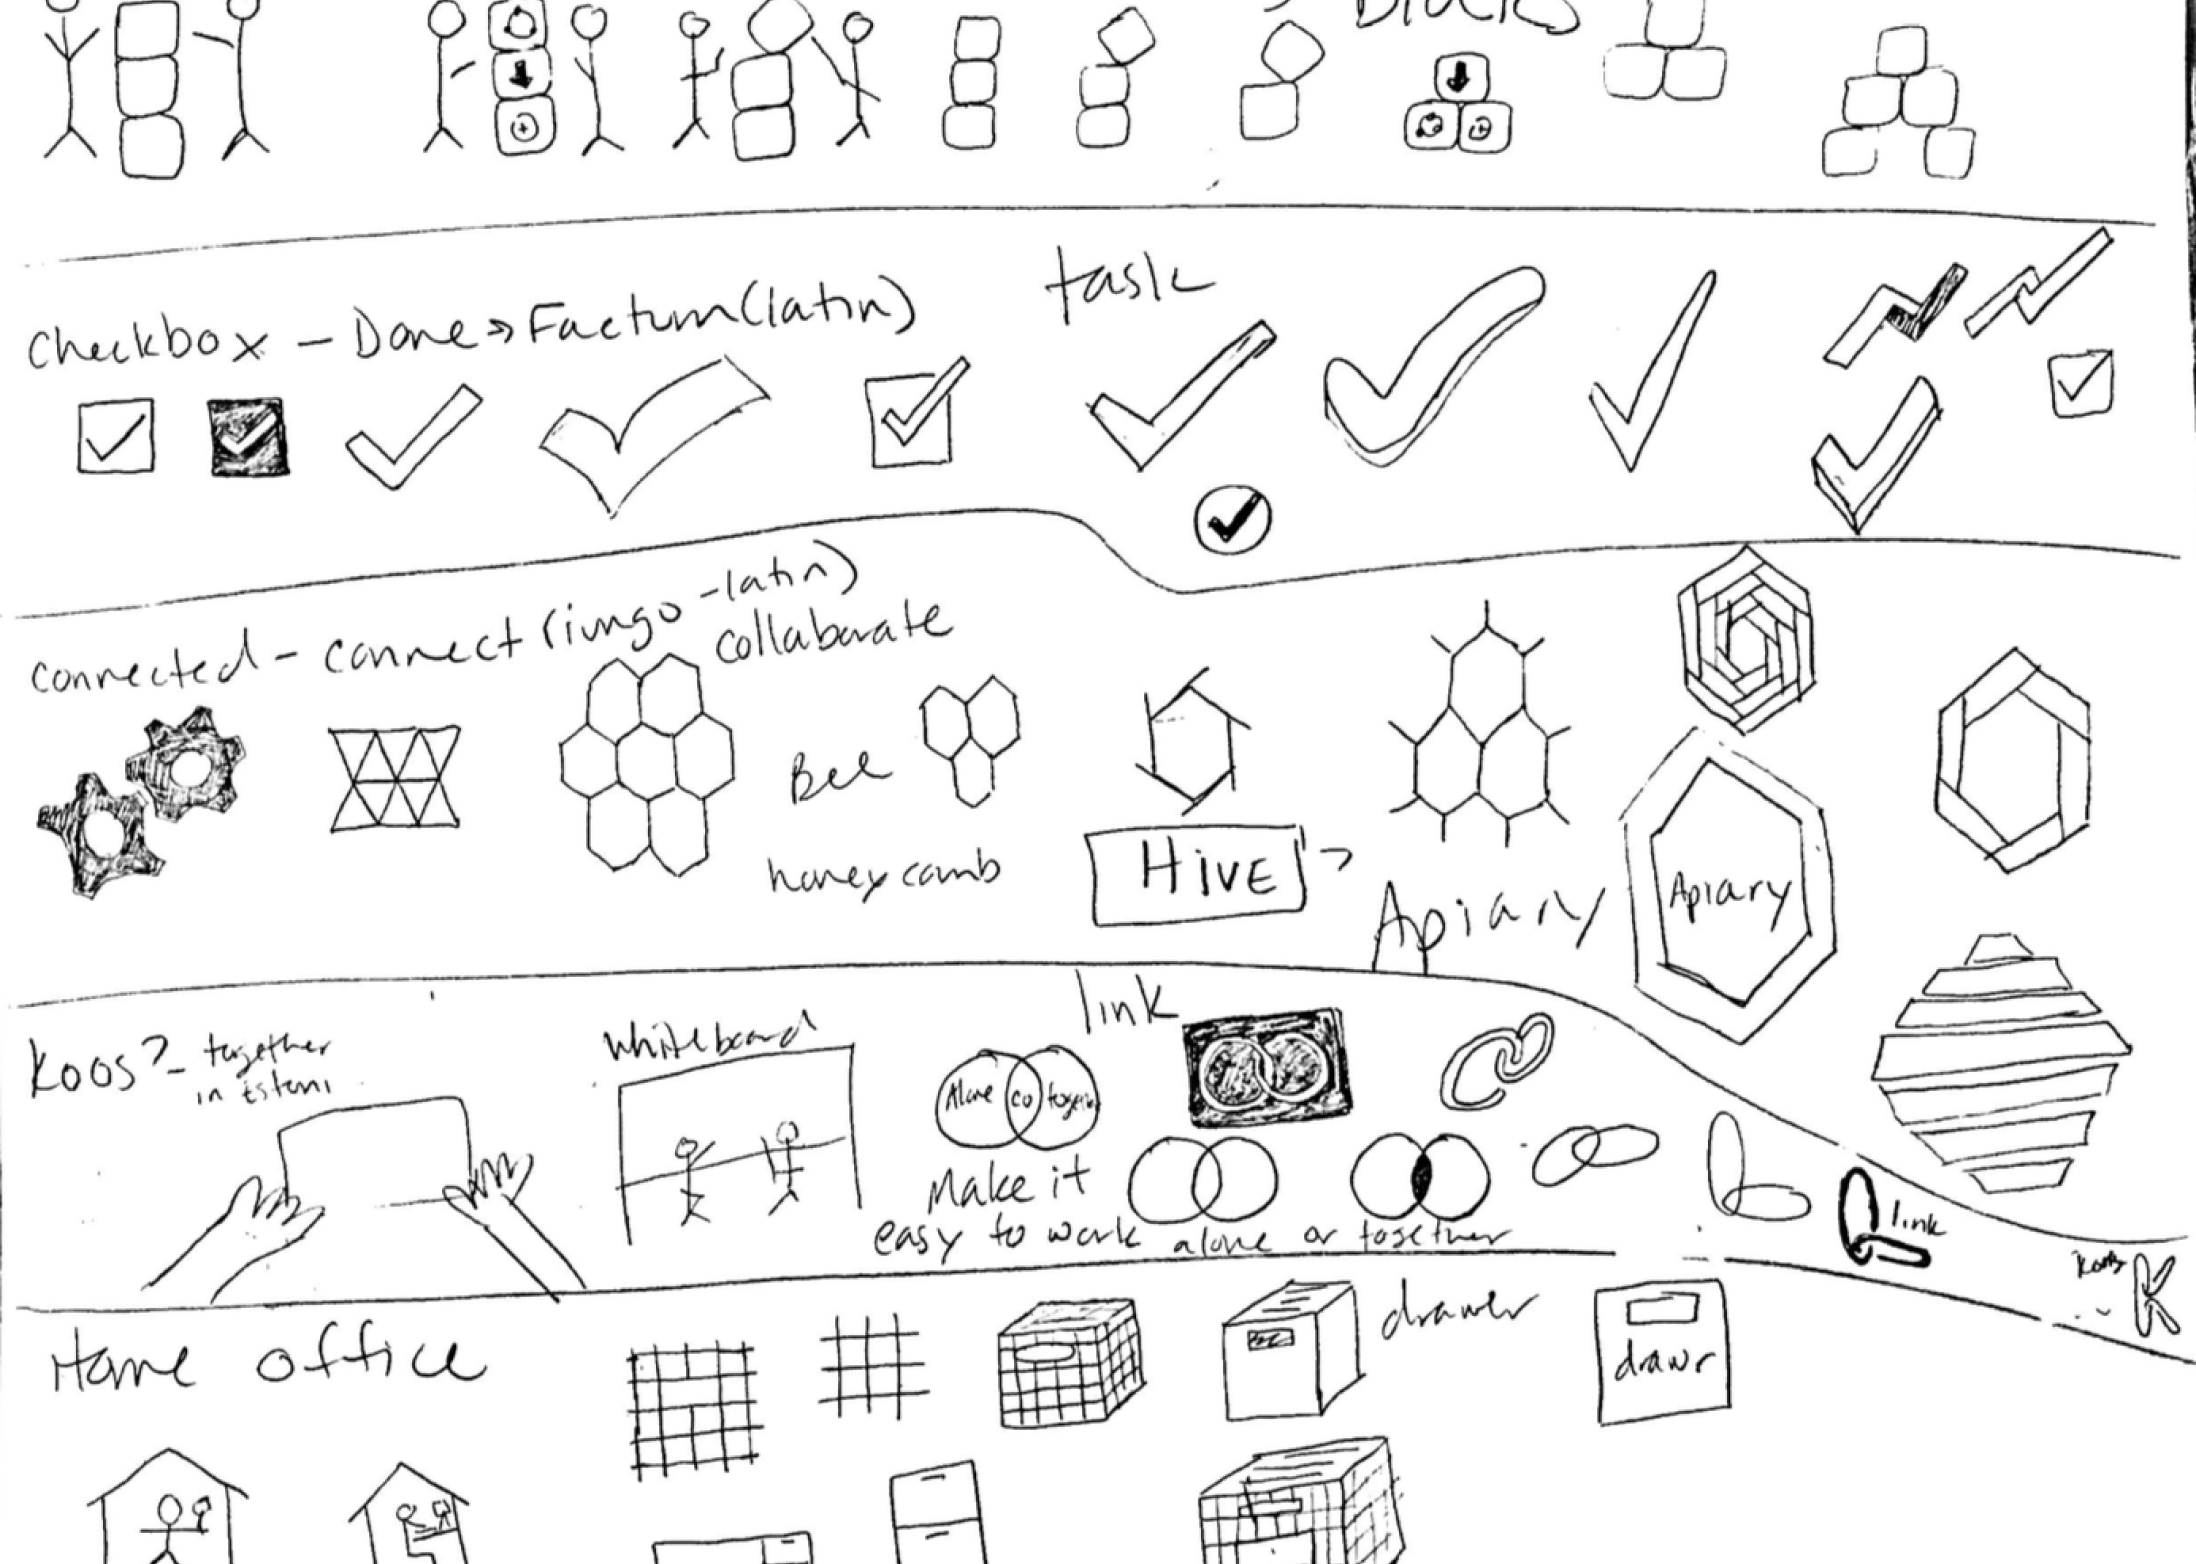 Blocks
task
Checkbox - Done => Factum (latin)
connected - connect (iungo - latin)
collaborate
Bee
honeycomb
HIVE
Apiary
Apiary
link
Koos? - together
in Estoni
whiteboard
Alone co together
Make it
easy to work alone or together
link
Koos
K
Home office
drawer
drawr